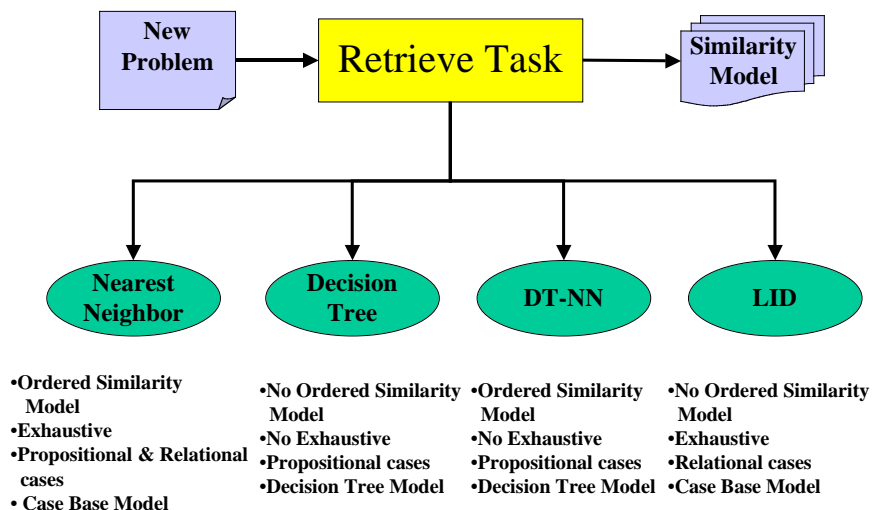 New
Problem
Retrieve Task
Similarity
Model
Nearest
Neighbor
Decision
Tree
DT-NN
LID
•Ordered Similarity
Model
•Exhaustive
•Propositional & Relational
cases
• Case Base Model
•No Ordered Similarity
Model
•No Exhaustive
•Propositional cases
•Decision Tree Model
•Ordered Similarity
Model
•No Exhaustive
•Propositional cases
•Decision Tree Model
•No Ordered Similarity
Model
•Exhaustive
•Relational cases
•Case Base Model